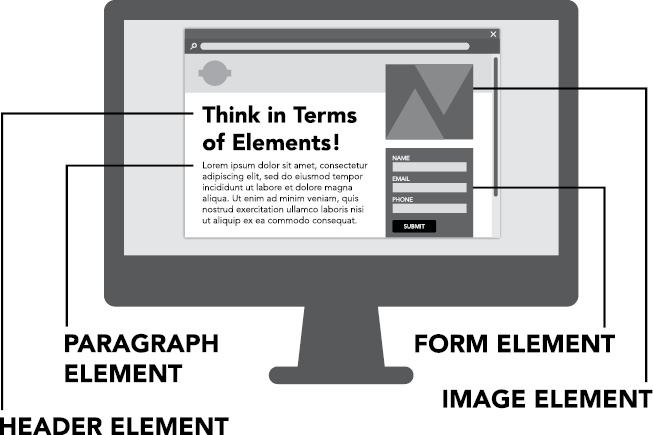 Think in Terms
of Elements!
Lorem ipsum dolor sit amet, consectetur
adipiscing elit, sed do eiusmod tempor
incididunt ut labore et dolore magna
aliqua. Ut enim ad minim veniam, quis
nostrud exercitation ullamco laboris nisi
ut aliquip ex ea commodo consequat.
NAME
EMAIL
PHONE
SUBMIT
PARAGRAPH
ELEMENT
FORM ELEMENT
IMAGE ELEMENT
HEADER ELEMENT